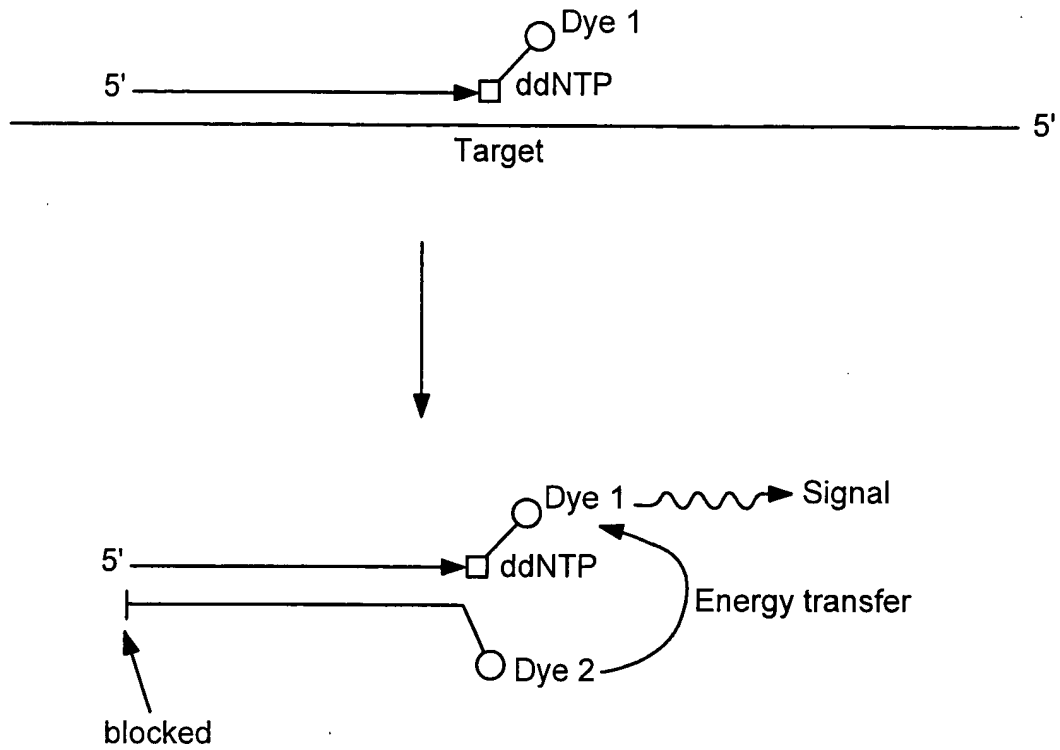 Dye 1
5'
ddNTP
5'
Target
Dye 1
Signal
5'
ddNTP
Energy transfer
Dye 2
blocked